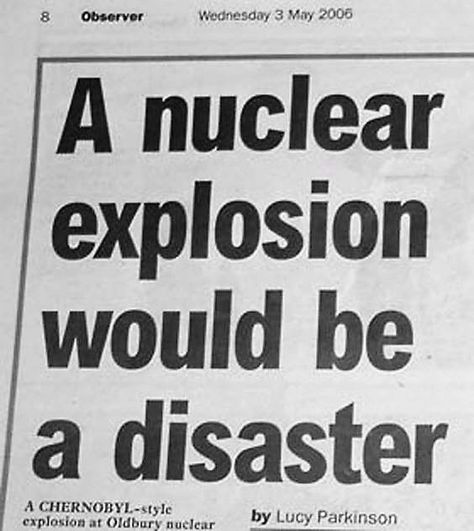 8 Observer Wednesday 3 May 2006
A nuclear
explosion
would be
a disaster
A CHERNOBYL-style
explosion at Oldbury nuclear
by Lucy Parkinson